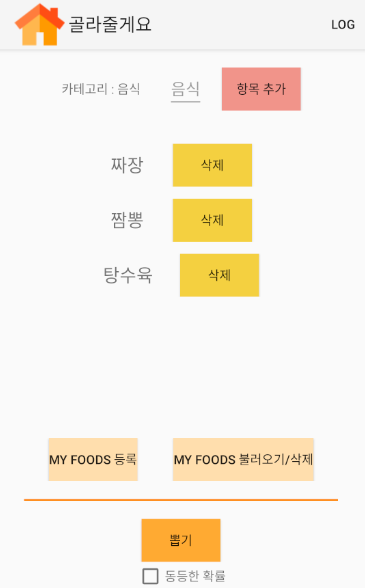 골라줄게요 LOG
카테고리 : 음식 음식 항목 추가
짜장 삭제
짬뽕 삭제
탕수육 삭제
MY FOODS 등록 MY FOODS 불러오기/삭제
뽑기
동등한 확률